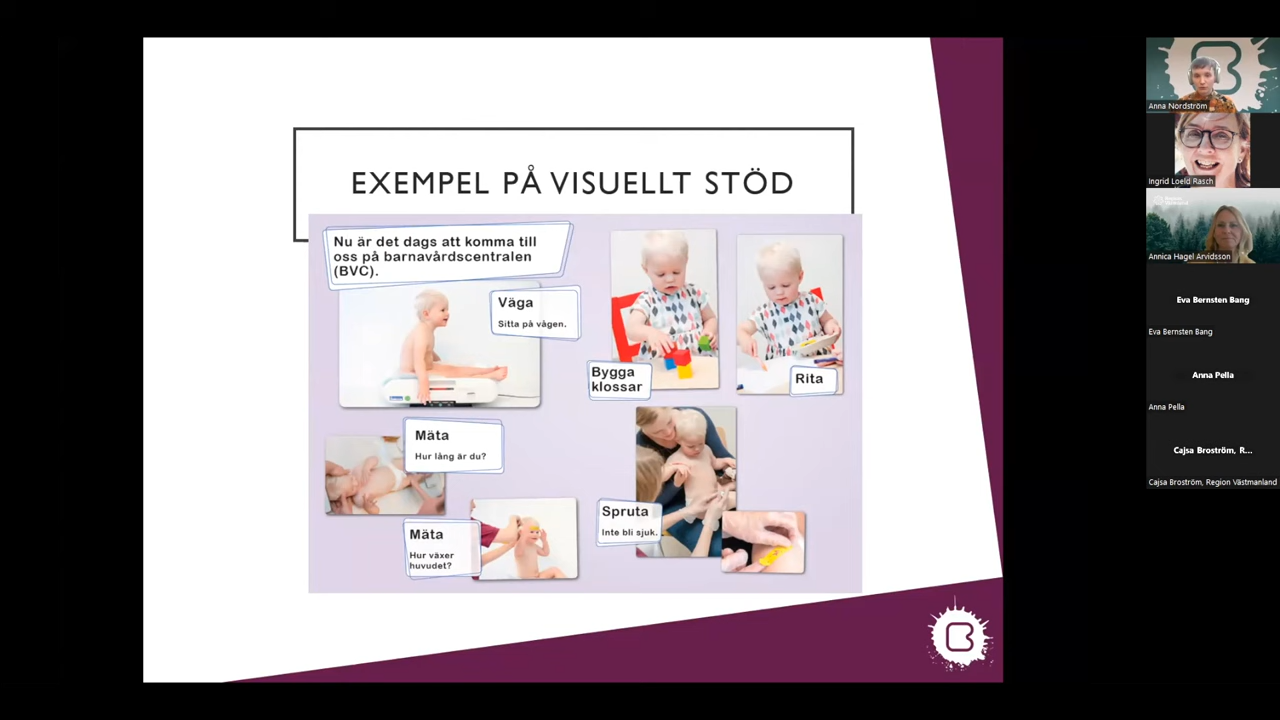 EXEMPEL PÅ VISUELLT STÖD
Nu är det dags att komma till
oss på barnavårdscentralen
(BVC).
Väga
Sitta på vågen.
Bygga
klossar
Rita
Mäta
Hur lång är du?
Mäta
Hur växer
huvudet?
Spruta
Inte bli sjuk.
Anna Nordström
Ingrid Loeld Rasch
Annica Hagel Arvidsson
Eva Bernsten Bang
Eva Bernsten Bang
Anna Pella
Anna Pella
Cajsa Broström, R...
Cajsa Broström, Region Västmanland